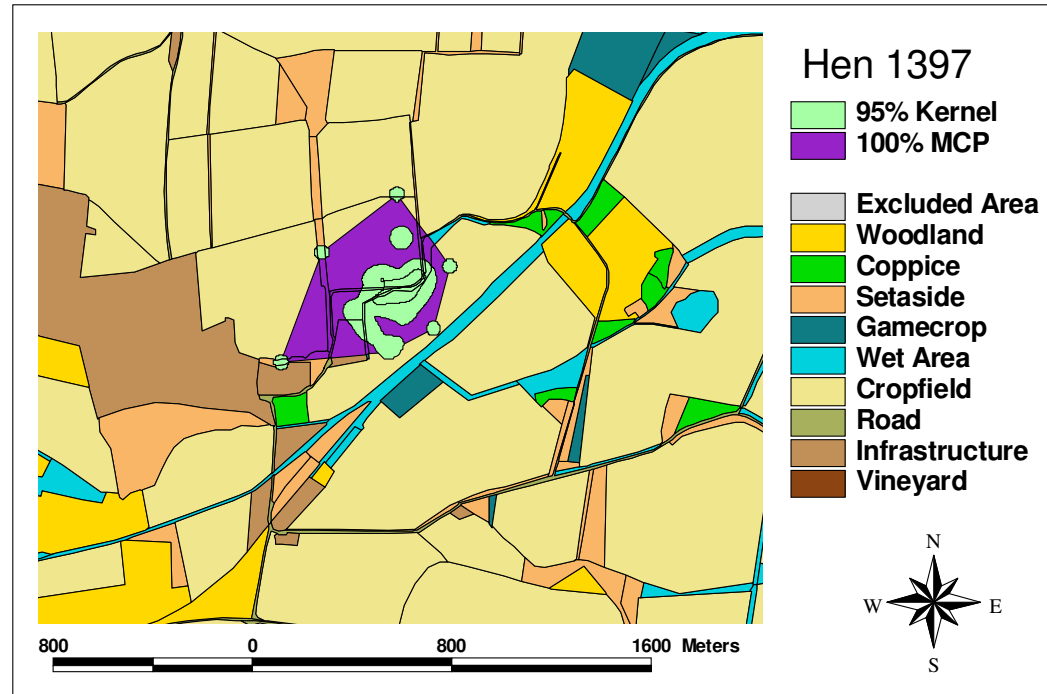 Hen 1397
95% Kernel
100% MCP
Excluded Area
Woodland
Coppice
Setaside
Gamecrop
Wet Area
Cropfield
Road
Infrastructure
Vineyard
N
W E
S
800 0 800 1600 Meters